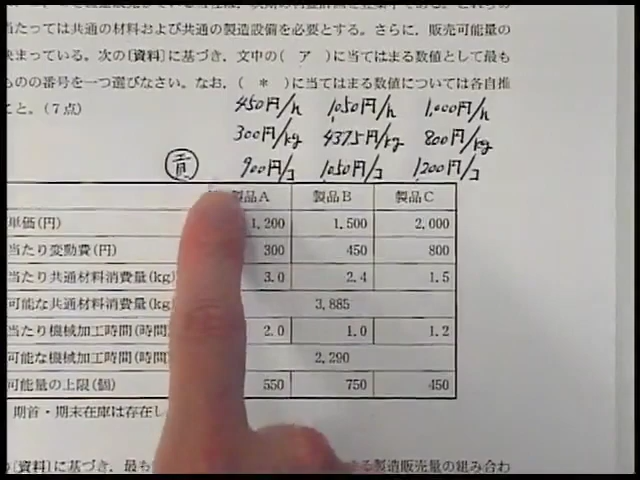 当たっては共通の材料および共通の製造設備を必要とする。さらに、販売可能量の
決まっている。次の[資料]に基づき、文中の( ア )に当てはまる数値として最も
ものの番号を一つ選びなさい。なお、( * )に当てはまる数値については各自推
こと。(7点)
450円/h 1,050円/h 1,000円/h
300円/kg 437.5円/kg 800円/kg
貢 900円/コ 1,050円/コ 1200円/コ
製品A 製品B 製品C
単価(円) 1,200 1,500 2,000
当たり変動費(円) 300 450 800
当たり共通材料消費量(kg) 3.0 2.4 1.5
可能な共通材料消費量(kg 3,885
当たり機械加工時間(時間 2.0 1.0 1.2
可能な機械加工時間(時間 2,290
可能量の上限(個) 550 750 450
期首・期末在庫は存在し
[資料]に基づき、最も る製造販売量の組み合わ